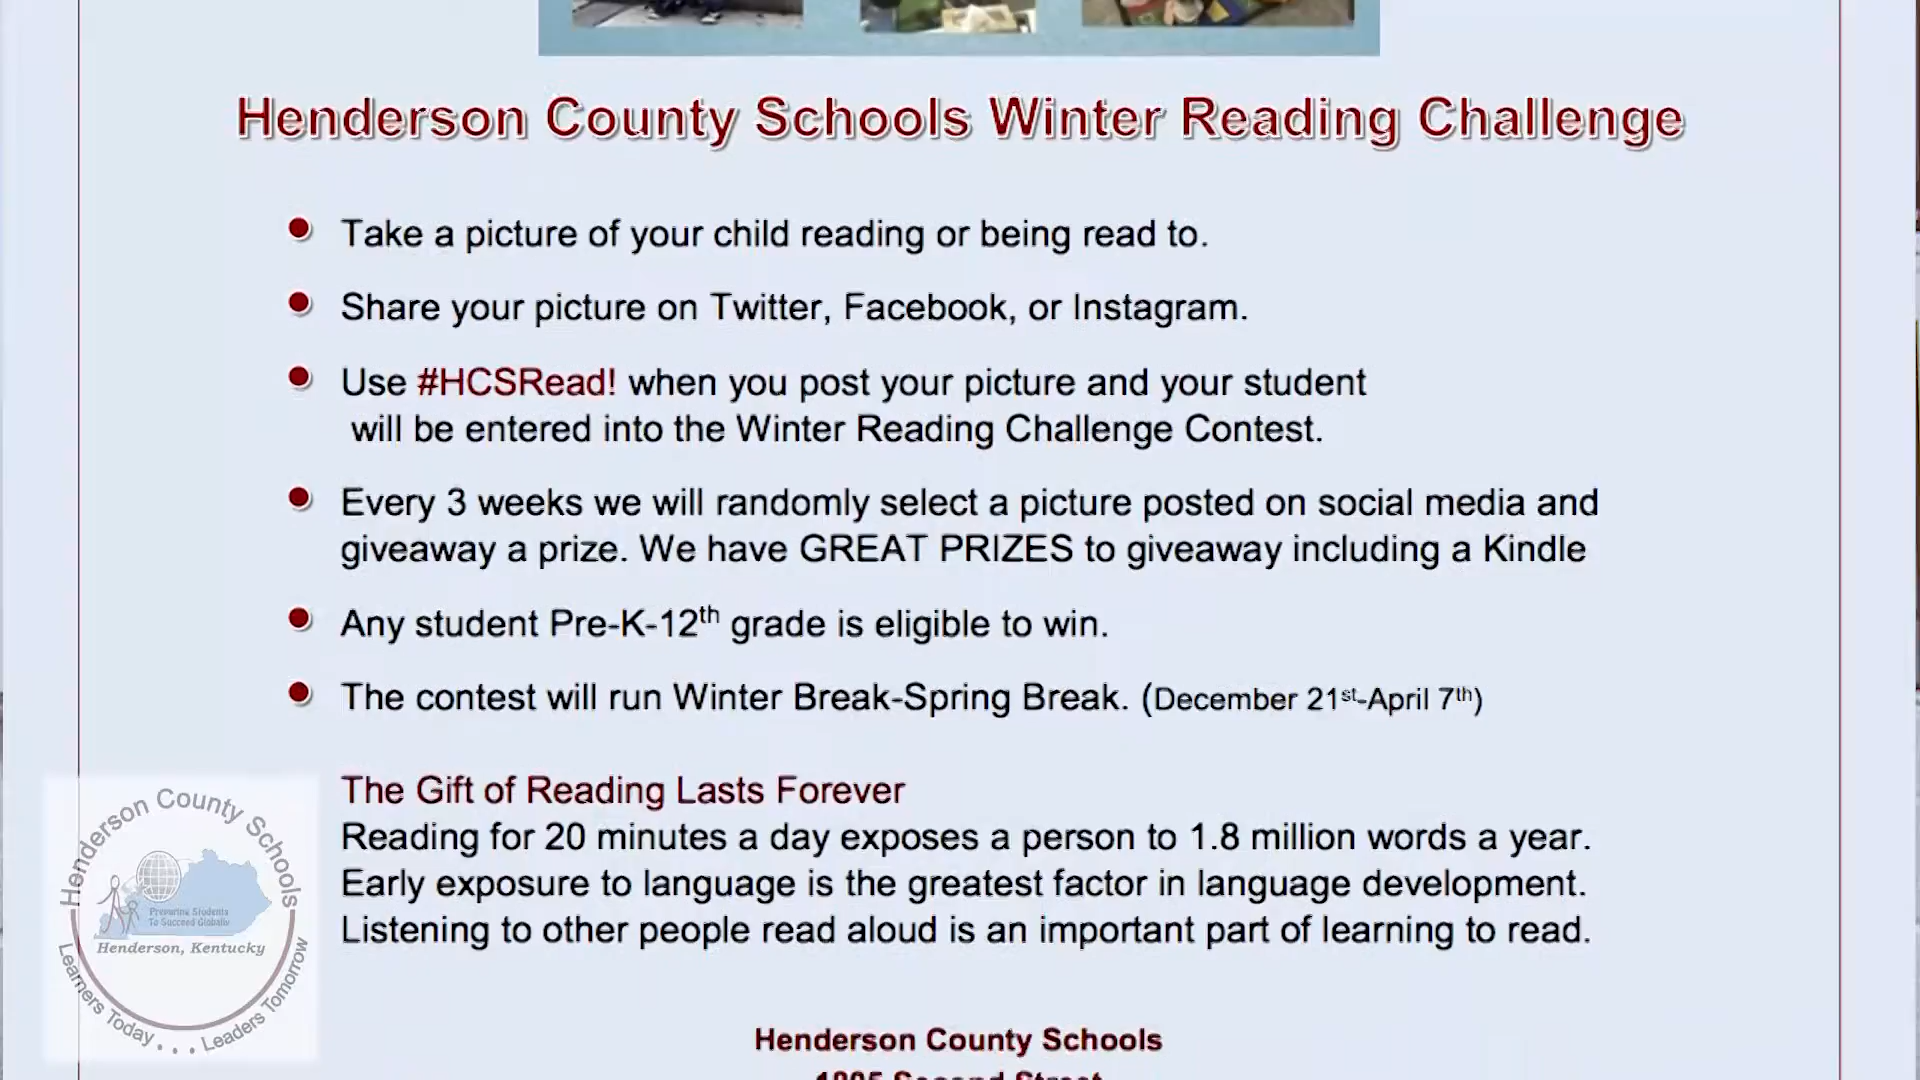 Henderson County Schools Winter Reading Challenge
Take a picture of your child reading or being read to.
Share your picture on Twitter, Facebook, or Instagram.
Use #HCSRead! when you post your picture and your student
will be entered into the Winter Reading Challenge Contest.
Every 3 weeks we will randomly select a picture posted on social media and
giveaway a prize. We have GREAT PRIZES to giveaway including a Kindle
Any student Pre-K-12th grade is eligible to win.
The contest will run Winter Break-Spring Break. (December 21st-April 7th)
The Gift of Reading Lasts Forever
Reading for 20 minutes a day exposes a person to 1.8 million words a year.
Early exposure to language is the greatest factor in language development.
Listening to other people read aloud is an important part of learning to read.
Henderson County Schools
Preparing Students
To Succeed Globally
Henderson, Kentucky
Learners Today . . . Leaders Tomorrow
Henderson County Schools
Second Street